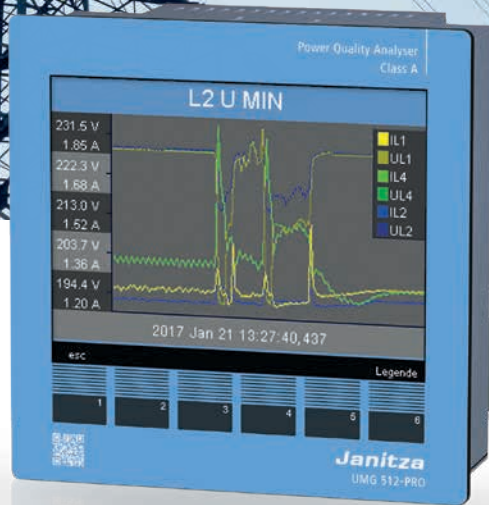 Power Quality Analyser
Class A
L2 U MIN
231.5 V
1.85 A
222.3 V
1.68 A
213.0 V
1.52 A
203.7 V
1.36 A
194.4 V
1.20 A
IL1
UL1
IL4
UL4
IL2
UL2
2017 Jan 21 13:27:40,437
esc
Legende
1 2 3 4 5 6
Janitza
UMG 512-PRO